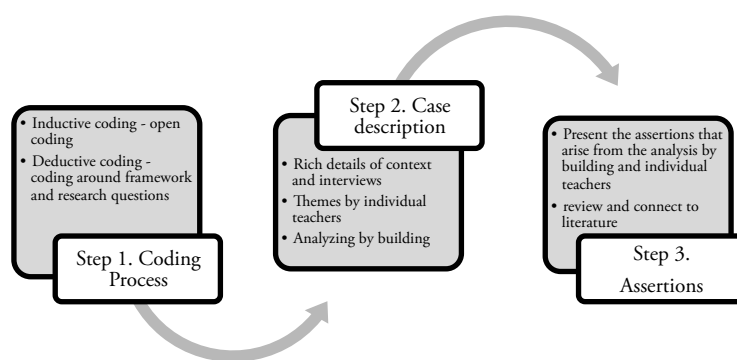 • Inductive coding - open
coding
• Deductive coding -
coding around framework
and research questions
Step 1. Coding
Process
Step 2. Case
description
• Rich details of context
and interviews
• Themes by individual
teachers
• Analyzing by building
• Present the assertions that
arise from the analysis by
building and individual
teachers
• review and connect to
literature
Step 3.
Assertions